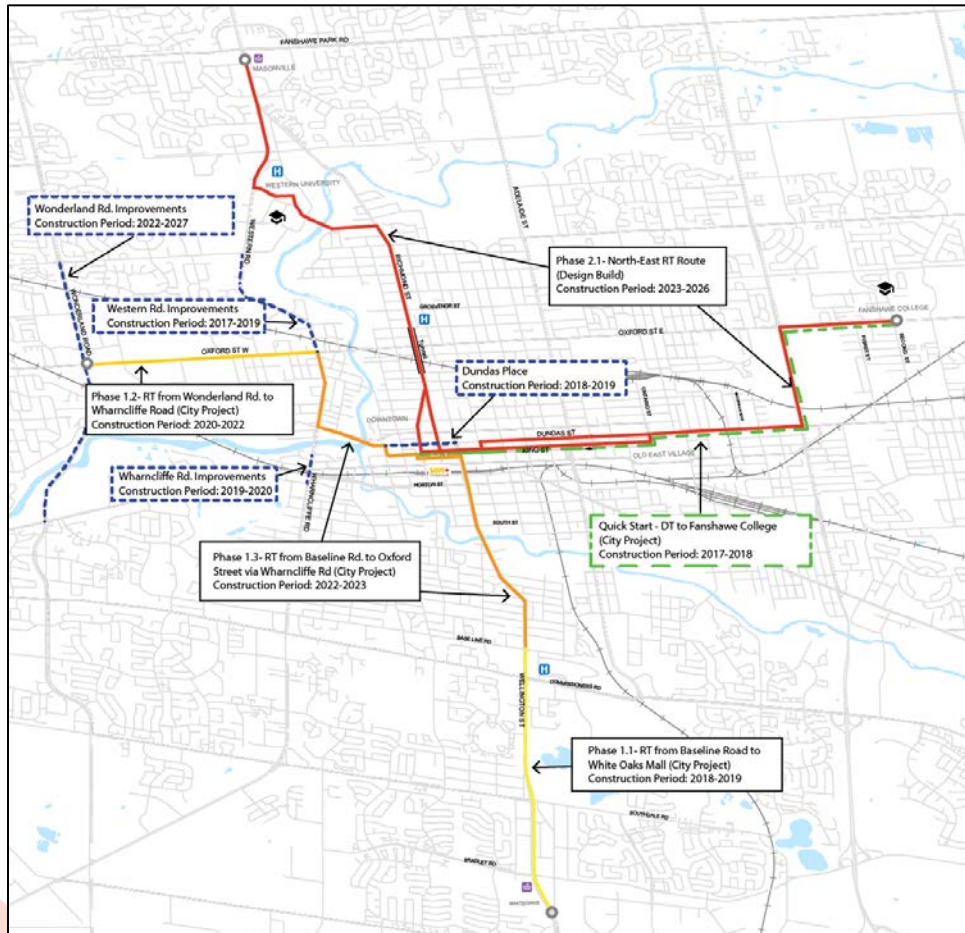 FANSHAWE PARK RD
MASONVILLE
WESTERN UNIVERSITY
ADELAIDE ST
WESTERN RD
RICHMOND ST
Wonderland Rd. Improvements
Construction Period: 2022-2027
Phase 2.1- North-East RT Route
(Design Build)
Construction Period: 2023-2026
FANSHAWE COLLEGE
WONDERLAND ROAD
Western Rd. Improvements
Construction Period: 2017-2019
GROSVENOR ST
OXFORD ST E
SECOND ST
OXFORD ST W
TUNNEL
Dundas Place
Construction Period: 2018-2019
Phase 1.2- RT from Wonderland Rd. to
Wharncliffe Road (City Project)
Construction Period: 2020-2022
DOWNTOWN
DUNDAS ST
KING ST
OLD EAST VILLAGE
Wharncliffe Rd. Improvements
Construction Period: 2019-2020
HORTON ST
WHARNCLIFFE RD
SOUTH ST
Quick Start - DT to Fanshawe College
(City Project)
Construction Period: 2017-2018
Phase 1.3- RT from Baseline Rd. to Oxford
Street via Wharncliffe Rd (City Project)
Construction Period: 2022-2023
BASE LINE RD
COMMISSIONERS RD
WELLINGTON ST
Phase 1.1- RT from Baseline Road to
White Oaks Mall (City Project)
Construction Period: 2018-2019
SOUTHDALE RD
BRADLEY RD
WHITE OAKS